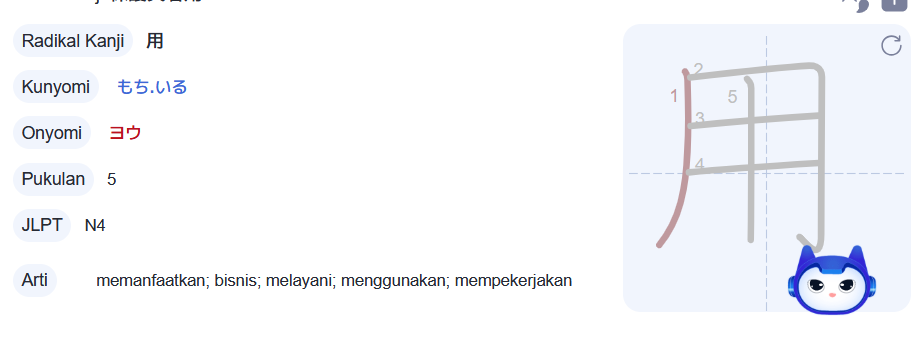 Radikal Kanji 用
Kunyomi もち.いる
Onyomi ヨウ
Pukulan 5
JLPT N4
Arti memanfaatkan; bisnis; melayani; menggunakan; mempekerjakan
1
2
3
4
5
用